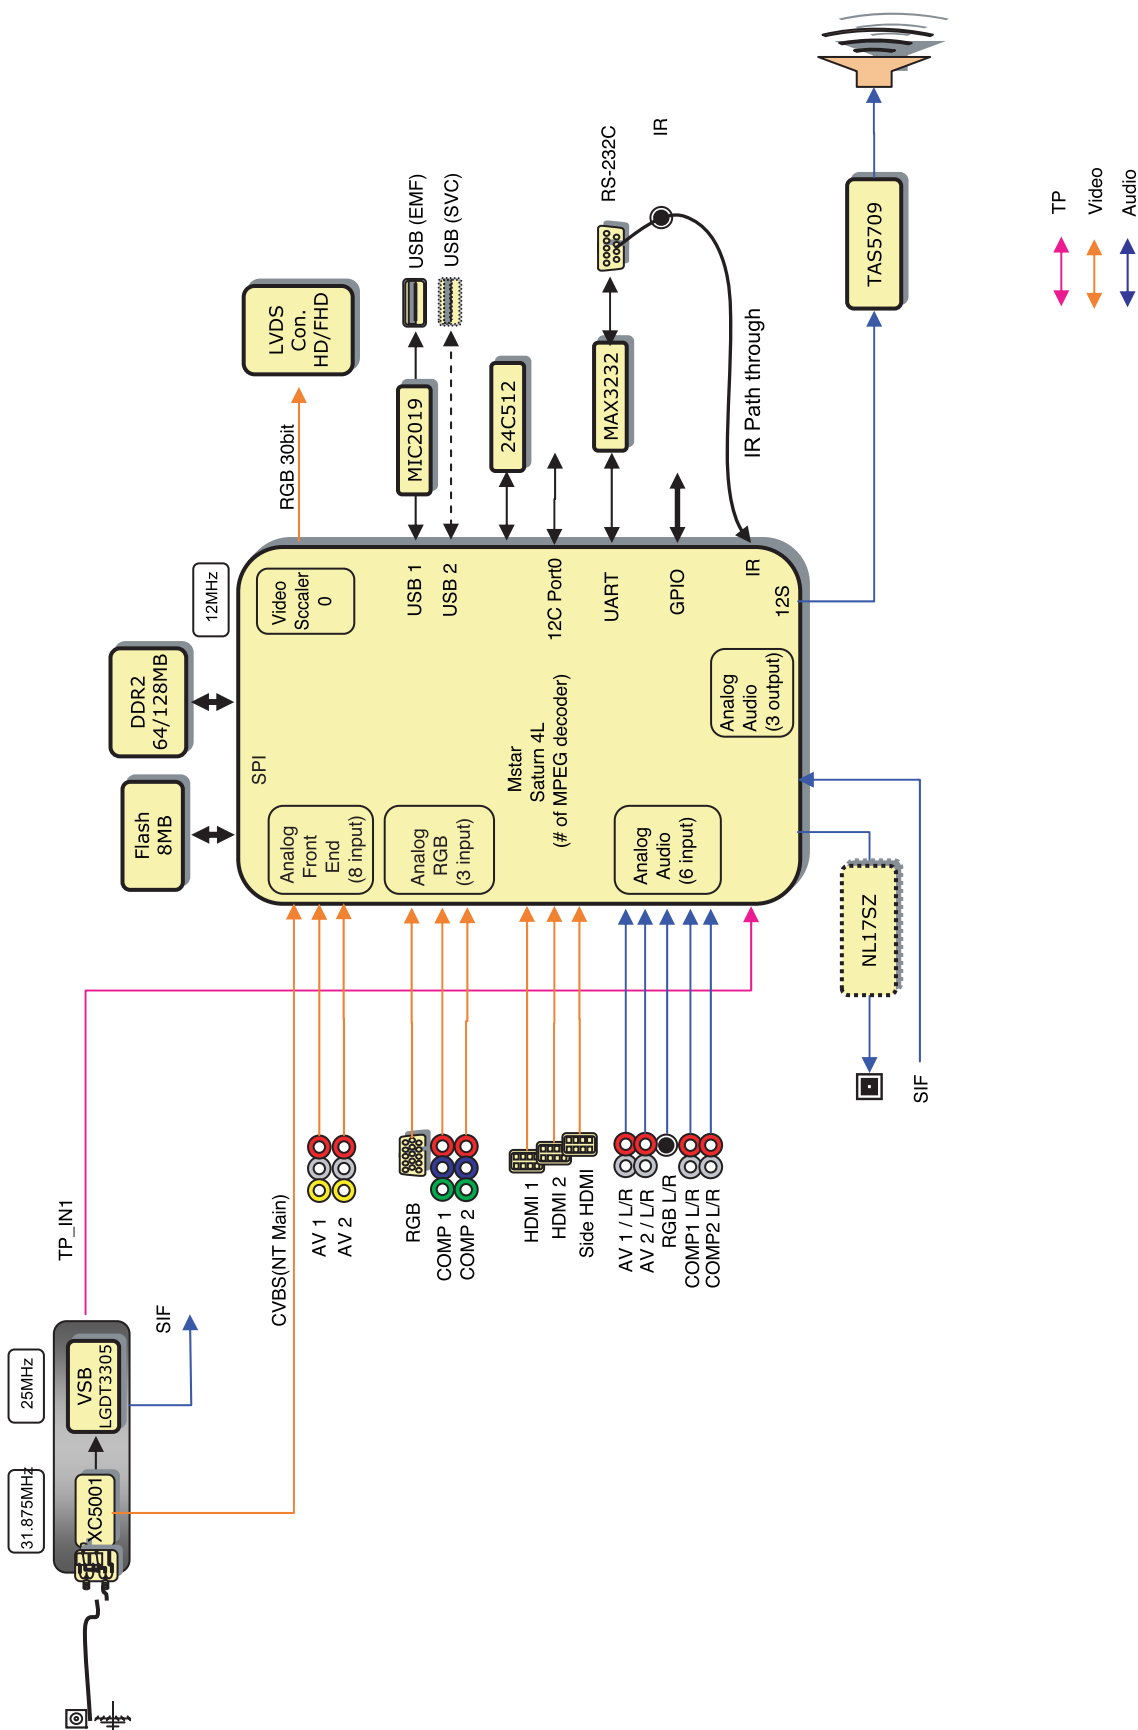 31.875MHz
25MHz
XC5001
VSB
LGDT3305
TP_IN1
SIF
CVBS(NT Main)
AV 1
AV 2
RGB
COMP 1
COMP 2
HDMI 1
HDMI 2
Side HDMI
AV 1 / L/R
AV 2 / L/R
RGB L/R
COMP1 L/R
COMP2 L/R
SIF
NL17SZ
Flash
8MB
DDR2
64/128MB
12MHz
SPI
Analog
Front
End
(8 input)
Analog
RGB
(3 input)
Mstar
Saturn 4L
(# of MPEG decoder)
Analog
Audio
(6 input)
Analog
Audio
(3 output)
Video
Sccaler
0
USB 1
USB 2
12C Port0
UART
GPIO
IR
12S
RGB 30bit
LVDS
Con.
HD/FHD
MIC2019
USB (EMF)
USB (SVC)
24C512
MAX3232
RS-232C
IR
IR Path through
TAS5709
TP
Video
Audio